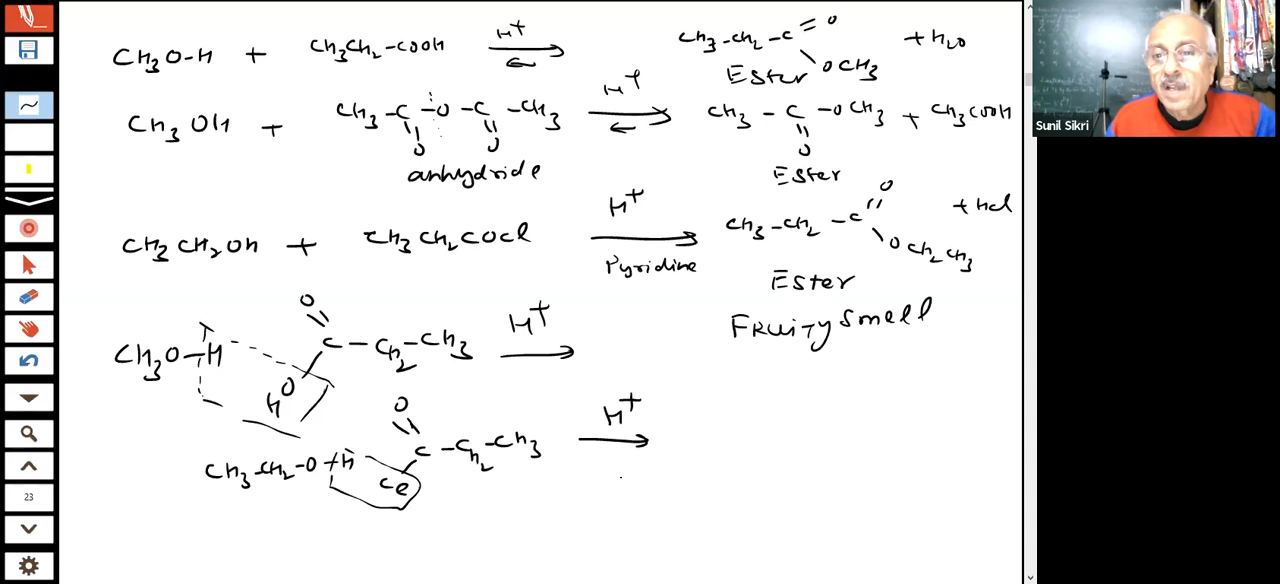 CH3O-H + CH3CH2-COOH H+ CH3-CH2-C=O OCH3 + H2O
Ester
CH3OH + CH3-C-O-C-CH3 H+ CH3-C-OCH3 + CH3COOH
O O O
anhydride Ester
CH3CH2OH + CH3CH2COCl H+ CH3-CH2-C=O OCH2CH3 + HCl
Pyridine
Ester
Fruity Smell
CH3O-H HO O C-CH2-CH3 H+
CH3-CH2-O-H Cl O C-CH2-CH3 H+
Sunil Sikri
23